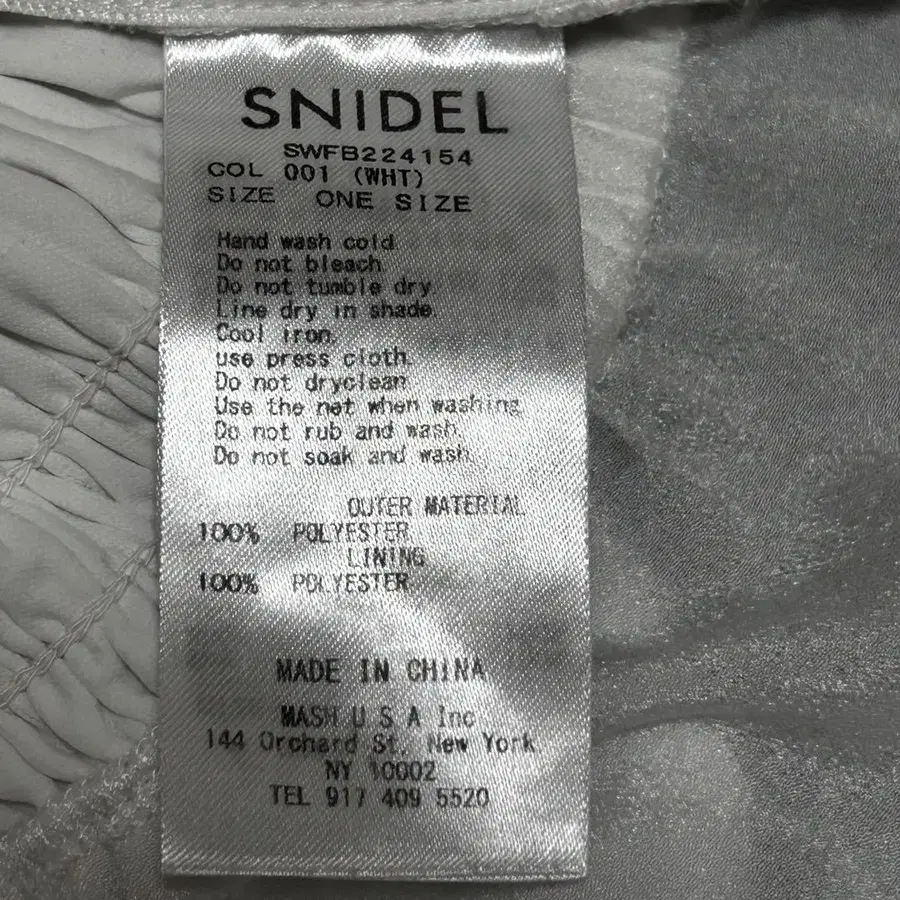 SNIDEL
SWFB224154
COL 001 (WHT)
SIZE ONE SIZE
Hand wash cold.
Do not bleach.
Do not tumble dry.
Line dry in shade.
Cool iron.
use press cloth.
Do not dryclean
Use the net when washing
Do not rub and wash.
Do not soak and wash.
OUTER MATERIAL
100% POLYESTER
LINING
100% POLYESTER
MADE IN CHINA
MASH U S A Inc
144 Orchard St. New York
NY 10002
TEL 917 409 5520